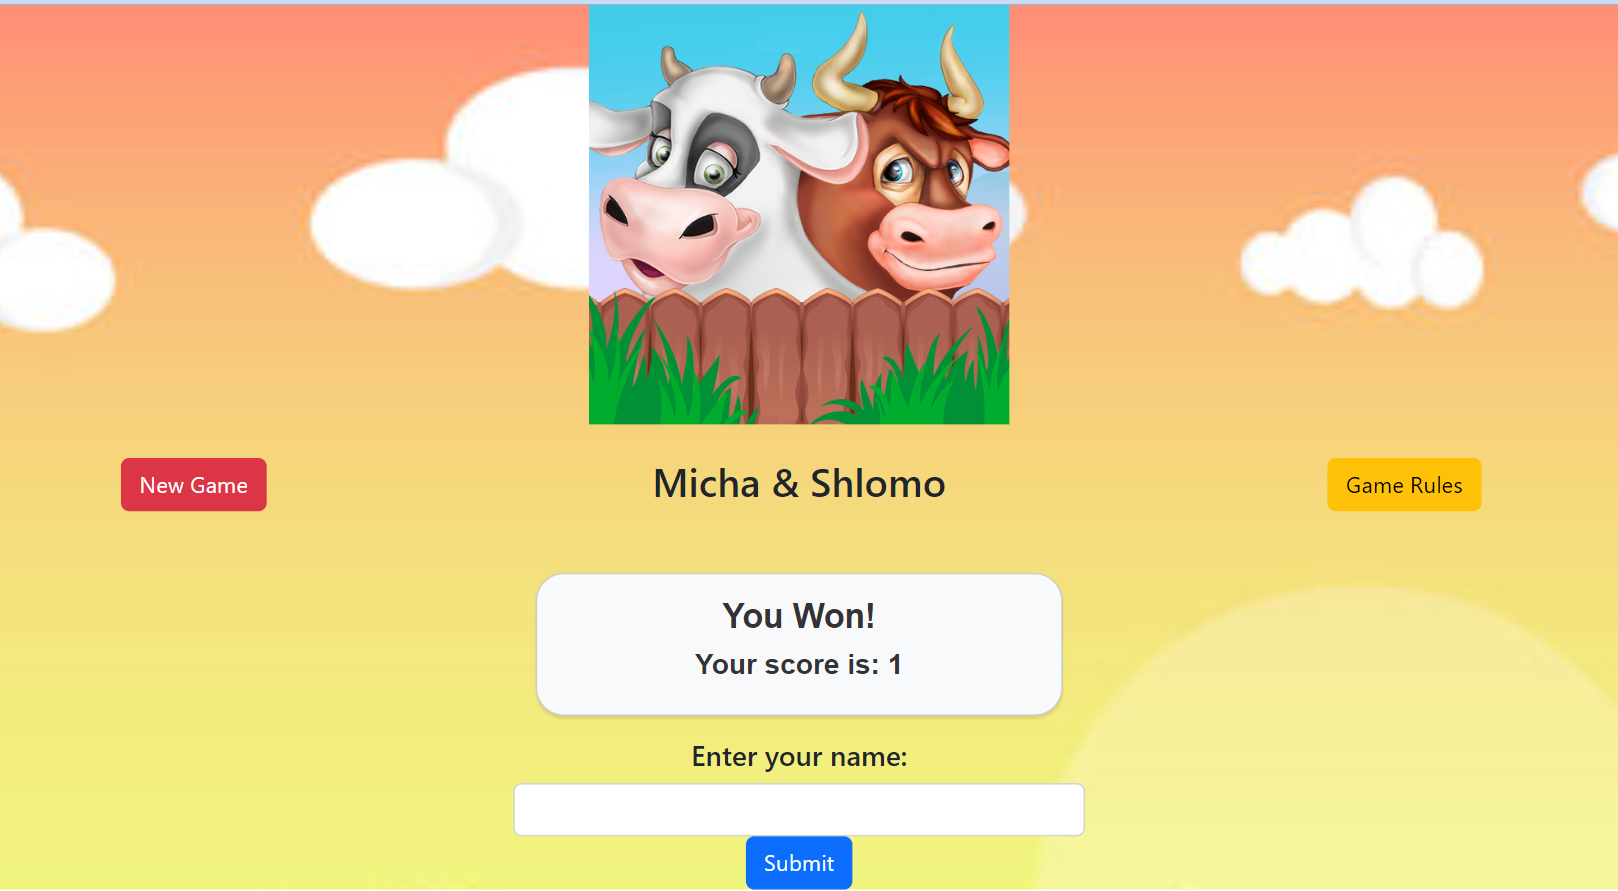 New Game
Micha & Shlomo
Game Rules
You Won!
Your score is: 1
Enter your name:
Submit